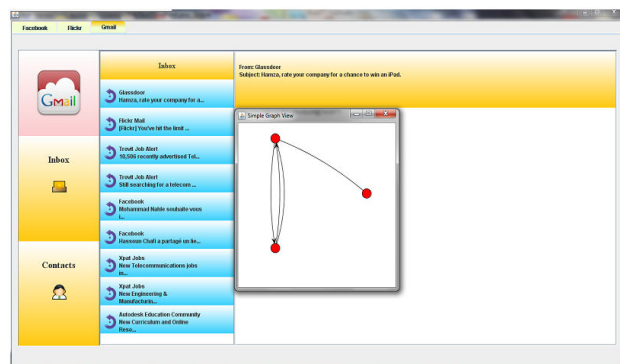 Facebook Flickr Gmail
Inbox
From: Glassdoor
Subject: Hamza, rate your company for a chance to win an iPad.
Gmail
Glassdoor
Hamza, rate your company for a...
Flickr Mail
[Flickr] You've hit the limit ...
Simple Graph View
Trovit Job Alert
10,506 recently advertised Tel...
Inbox
Trovit Job Alert
Still searching for a telecom ...
Facebook
Mohammad Nable souhaite vous
i...
Facebook
Hassoun Chafi a partagé un lie...
Contacts
Xpat Jobs
New Telecommunications jobs
in...
Xpat Jobs
New Engineering &
Manufacturin...
Autodesk Education Community
New Curriculum and Online
Reso...